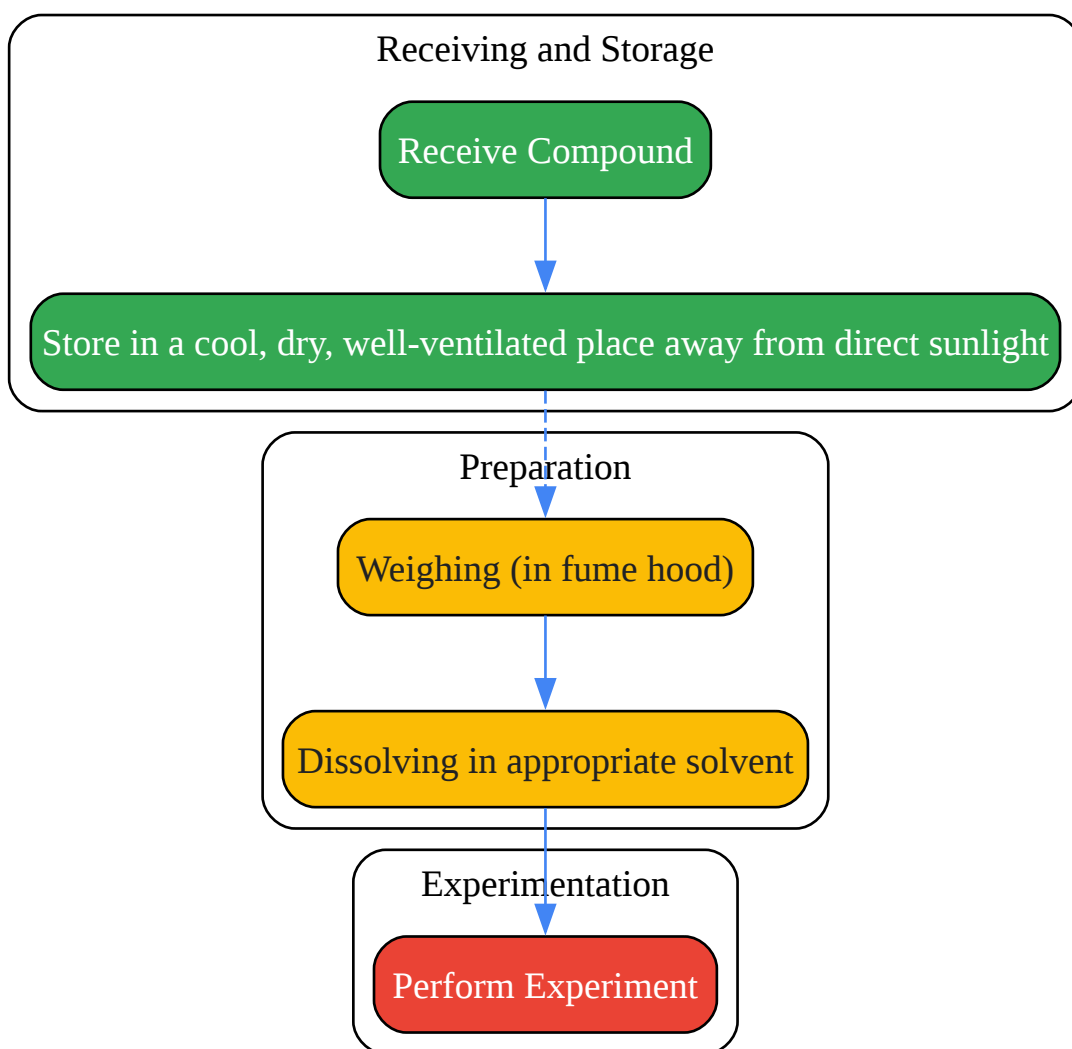 Receiving and Storage
Receive Compound
Store in a cool, dry, well-ventilated place away from direct sunlight
Preparation
Weighing (in fume hood)
Dissolving in appropriate solvent
Experimentation
Perform Experiment